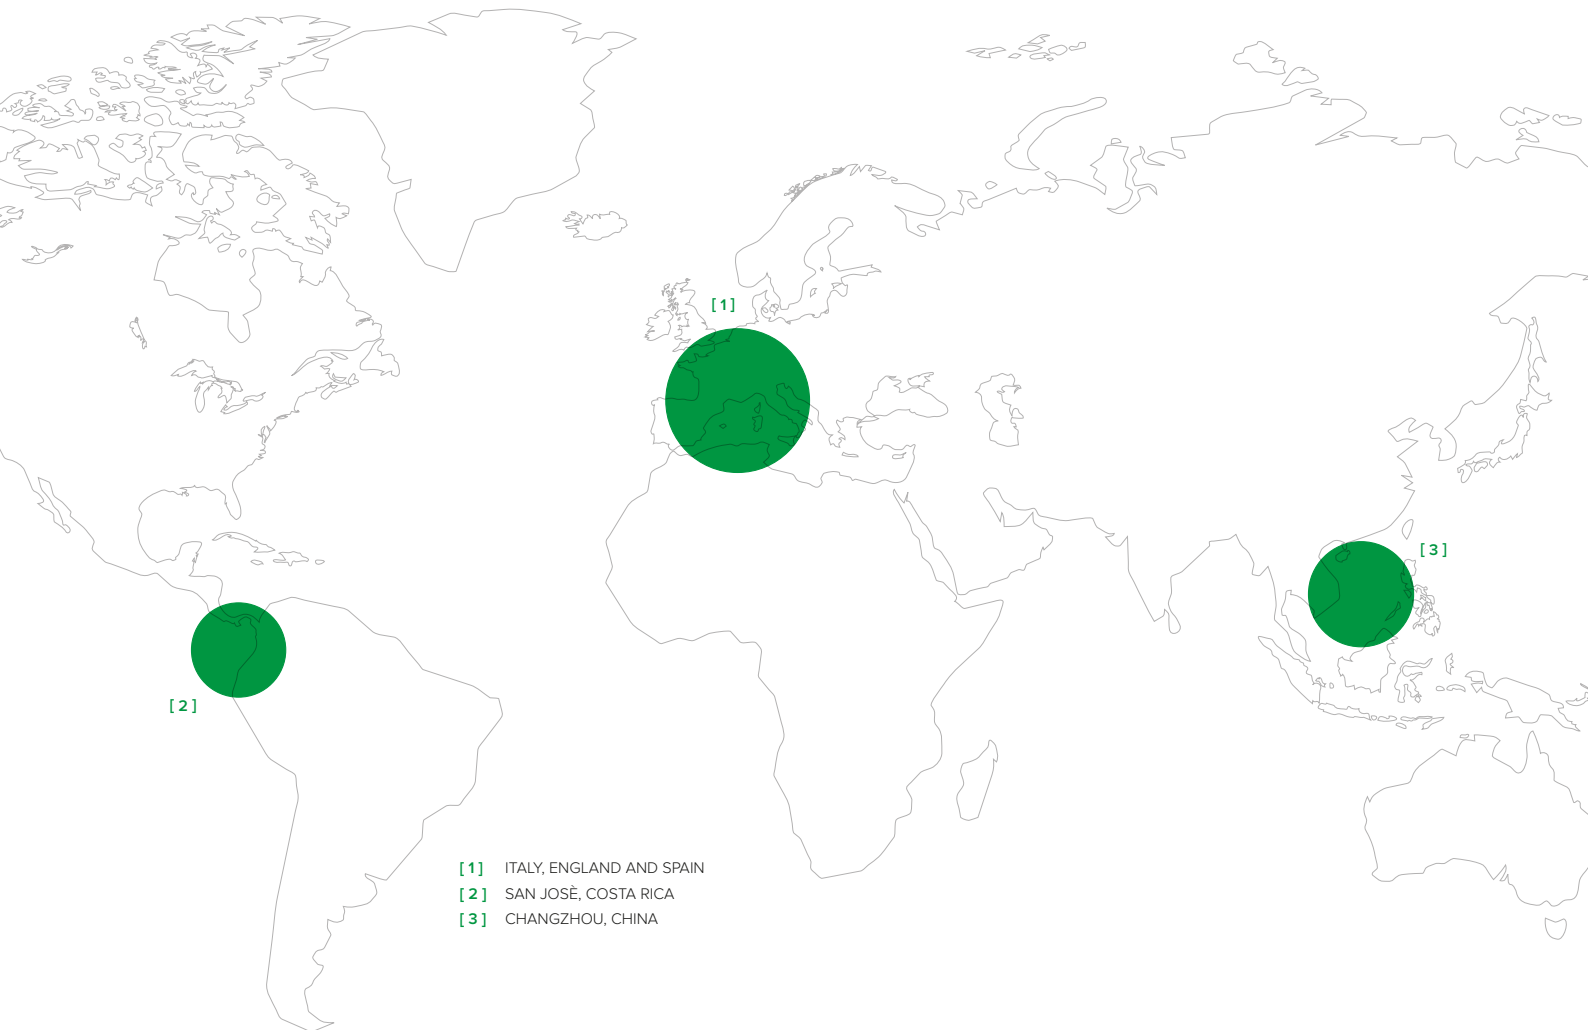 [ 1 ]
[ 3 ]
[ 2 ]
[ 1 ] ITALY, ENGLAND AND SPAIN
[ 2 ] SAN JOSÈ, COSTA RICA
[ 3 ] CHANGZHOU, CHINA